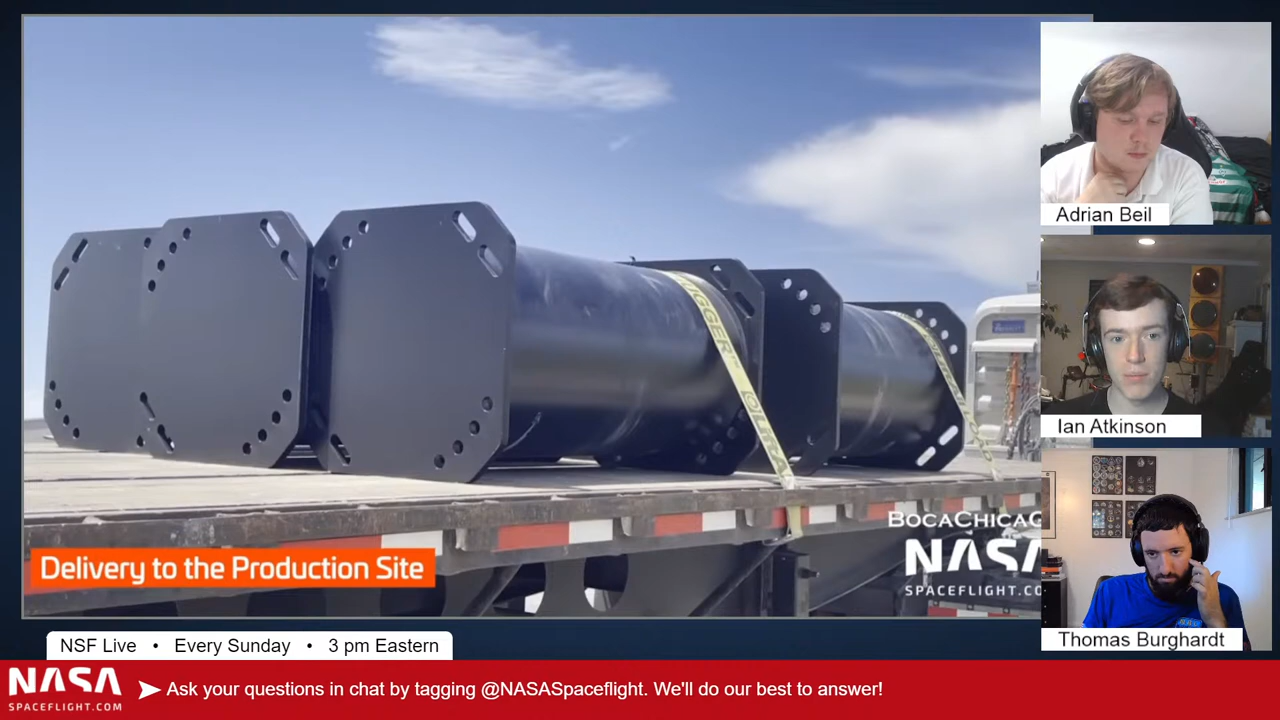 Adrian Beil
Ian Atkinson
Delivery to the Production Site
BOCACHICAG
NASA
SPACEFLIGHT.CO
Thomas Burghardt
NSF Live • Every Sunday • 3 pm Eastern
NASA
SPACEFLIGHT.COM
Ask your questions in chat by tagging @NASASpaceflight. We'll do our best to answer!